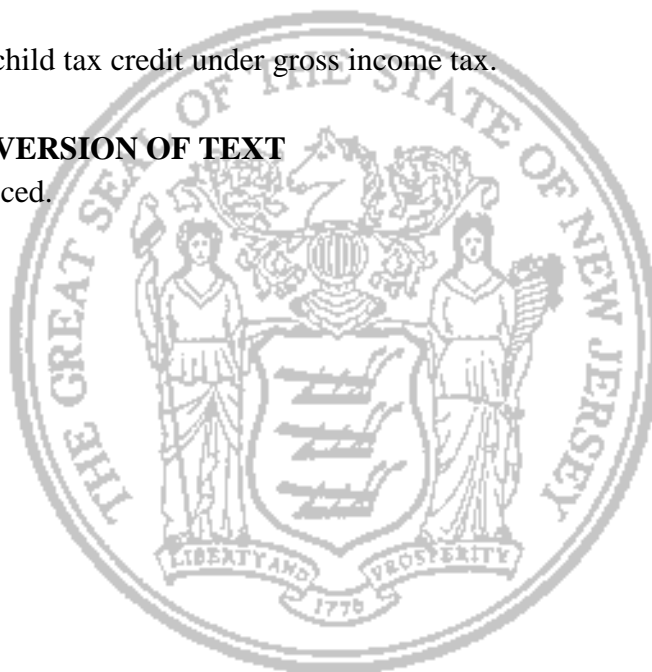 child tax credit under gross income tax.
VERSION OF TEXT
ced.
THE GREAT SEAL OF THE STATE OF NEW JERSEY
LIBERTY AND PROSPERITY
1776